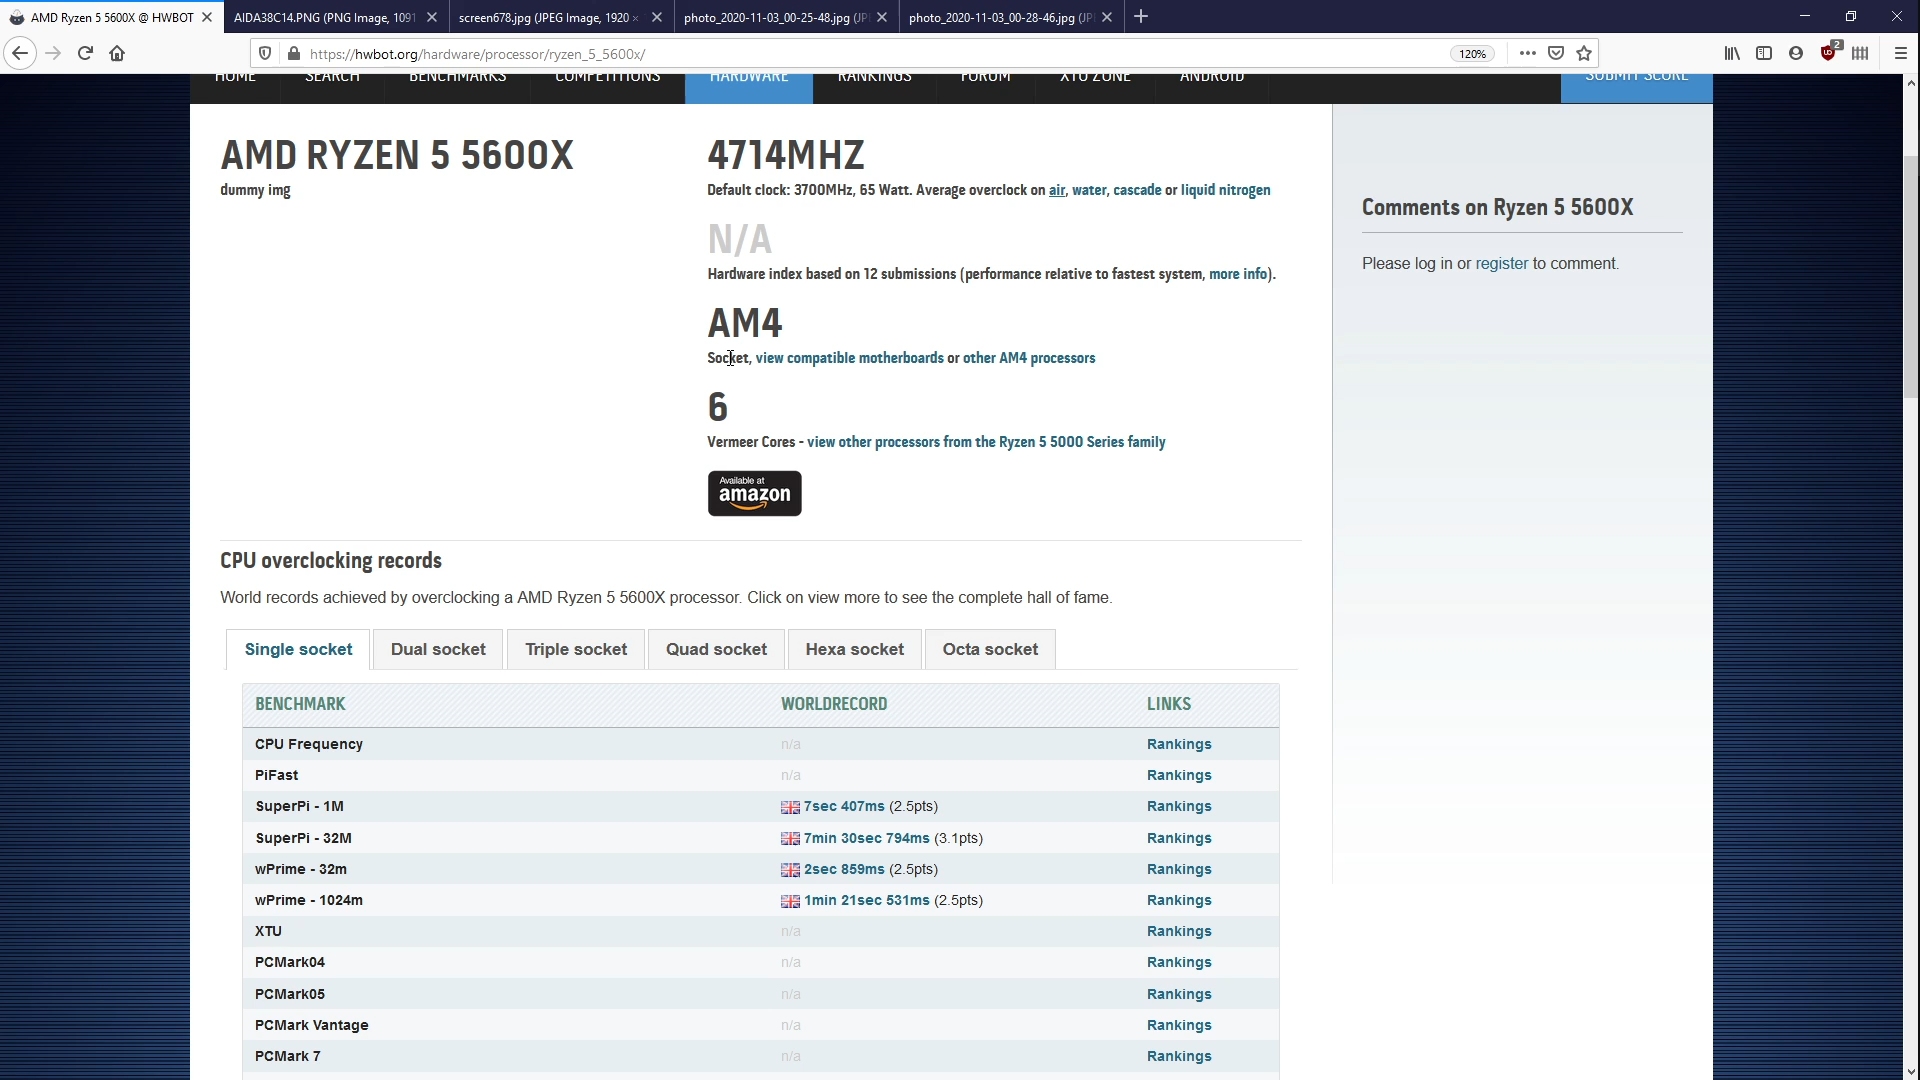 AMD Ryzen 5 5600X @ HWBOT
AIDA38C14.PNG (PNG Image, 1091
screen678.jpg (JPEG Image, 1920 ×
photo_2020-11-03_00-25-48.jpg (JP
photo_2020-11-03_00-28-46.jpg (JP
https://hwbot.org/hardware/processor/ryzen_5_5600x/
120%
2
HOME SEARCH BENCHMARKS COMPETITIONS HARDWARE RANKINGS FORUM XTU ZONE ANDROID SUBMIT SCORE
AMD RYZEN 5 5600X
dummy img
4714MHZ
Default clock: 3700MHz, 65 Watt. Average overclock on air, water, cascade or liquid nitrogen
N/A
Hardware index based on 12 submissions (performance relative to fastest system, more info).
AM4
Socket, view compatible motherboards or other AM4 processors
6
Vermeer Cores - view other processors from the Ryzen 5 5000 Series family
Available at
amazon
Comments on Ryzen 5 5600X
Please log in or register to comment.
CPU overclocking records
World records achieved by overclocking a AMD Ryzen 5 5600X processor. Click on view more to see the complete hall of fame.
Single socket Dual socket Triple socket Quad socket Hexa socket Octa socket
BENCHMARK WORLDRECORD LINKS
CPU Frequency n/a Rankings
PiFast n/a Rankings
SuperPi - 1M 7sec 407ms (2.5pts) Rankings
SuperPi - 32M 7min 30sec 794ms (3.1pts) Rankings
wPrime - 32m 2sec 859ms (2.5pts) Rankings
wPrime - 1024m 1min 21sec 531ms (2.5pts) Rankings
XTU n/a Rankings
PCMark04 n/a Rankings
PCMark05 n/a Rankings
PCMark Vantage n/a Rankings
PCMark 7 n/a Rankings